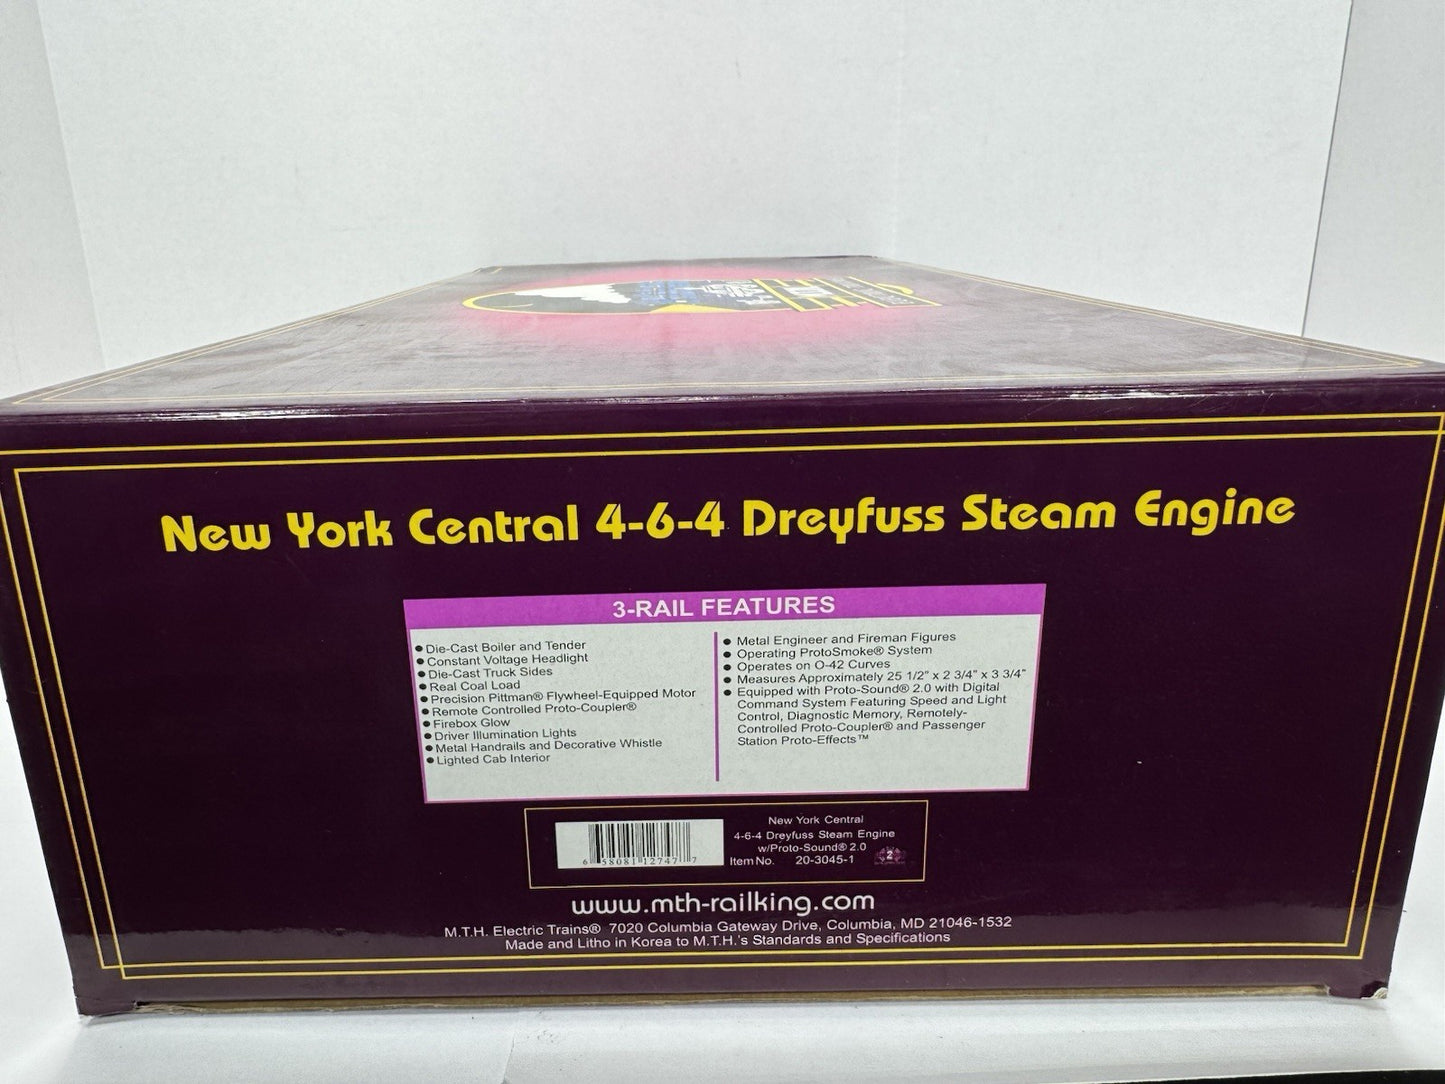 New York Central 4-6-4 Dreyfuss Steam Engine
3-RAIL FEATURES
● Die-Cast Boiler and Tender
● Constant Voltage Headlight
● Die-Cast Truck Sides
● Real Coal Load
● Precision Pittman® Flywheel-Equipped Motor
● Remote Controlled Proto-Coupler®
● Firebox Glow
● Driver Illumination Lights
● Metal Handrails and Decorative Whistle
● Lighted Cab Interior
● Metal Engineer and Fireman Figures
● Operating ProtoSmoke® System
● Operates on O-42 Curves
● Measures Approximately 25 1/2" x 2 3/4" x 3 3/4"
● Equipped with Proto-Sound® 2.0 with Digital
Command System Featuring Speed and Light
Control, Diagnostic Memory, Remotely-
Controlled Proto-Coupler® and Passenger
Station Proto-Effects™
6 58081 12747 7
New York Central
4-6-4 Dreyfuss Steam Engine
w/Proto-Sound® 2.0
Item No. 20-3045-1
2
www.mth-railking.com
M.T.H. Electric Trains® 7020 Columbia Gateway Drive, Columbia, MD 21046-1532
Made and Litho in Korea to M.T.H.'s Standards and Specifications